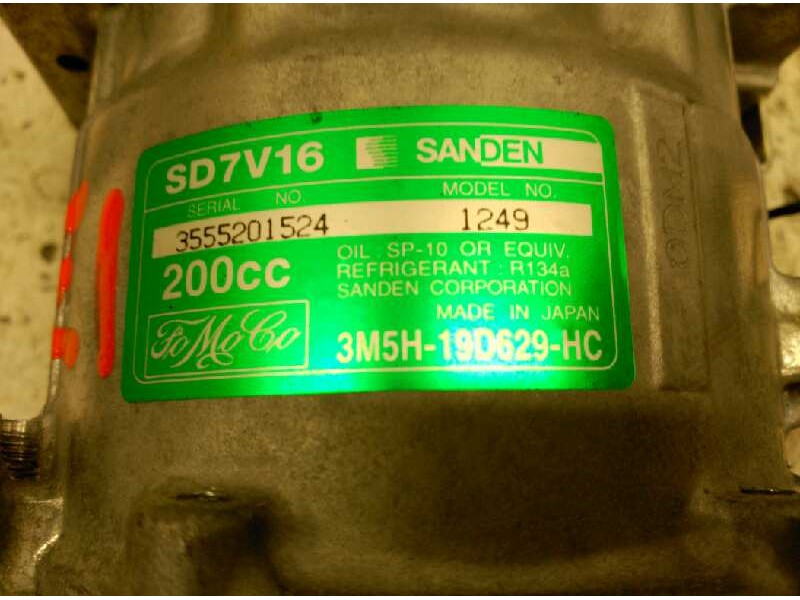 SD7V16 SANDEN
SERIAL NO. MODEL NO.
3555201524 1249
200cc
OIL SP-10 OR EQUIV.
REFRIGERANT : R134a
SANDEN CORPORATION
MADE IN JAPAN
FoMoCo
3M5H-19D629-HC